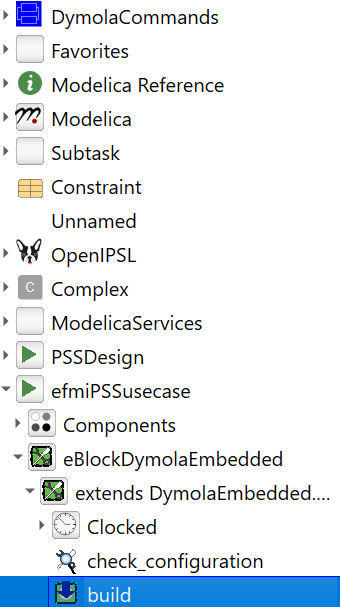 DymolaCommands
Favorites
Modelica Reference
Modelica
Subtask
Constraint
Unnamed
OpenIPSL
C Complex
ModelicaServices
PSSDesign
efmiPSSusecase
Components
eBlockDymolaEmbedded
extends DymolaEmbedded....
Clocked
check_configuration
build